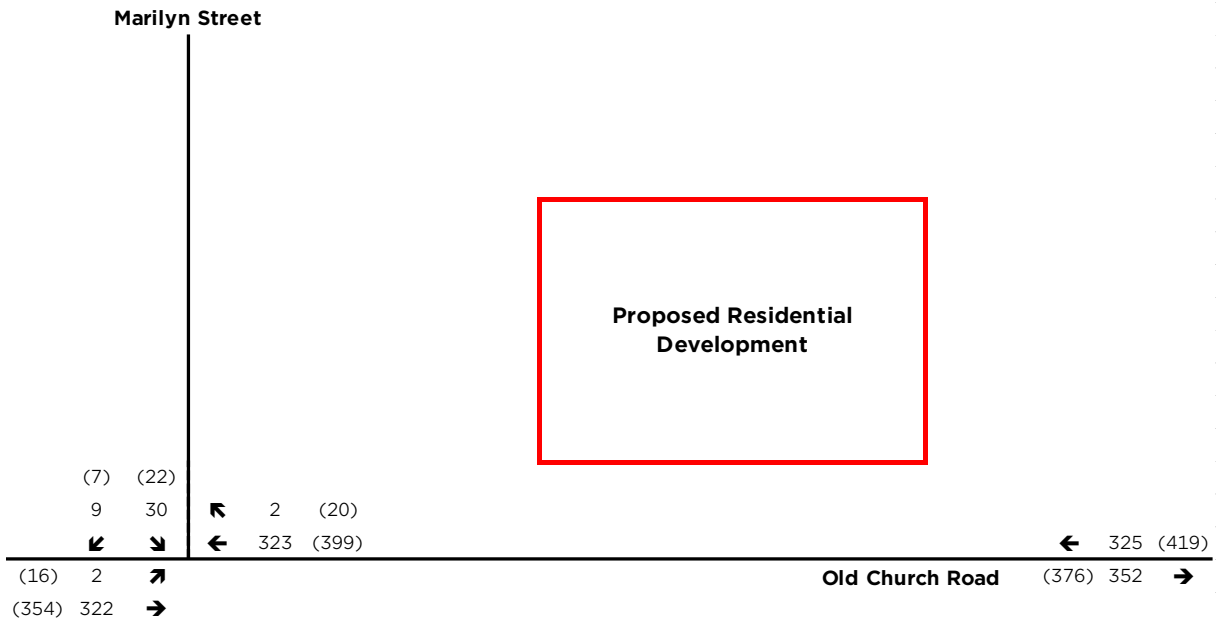 Marilyn Street
Proposed Residential
Development
(7) (22)
9 30 2 (20)
323 (399) 325 (419)
(16) 2 Old Church Road (376) 352
(354) 322